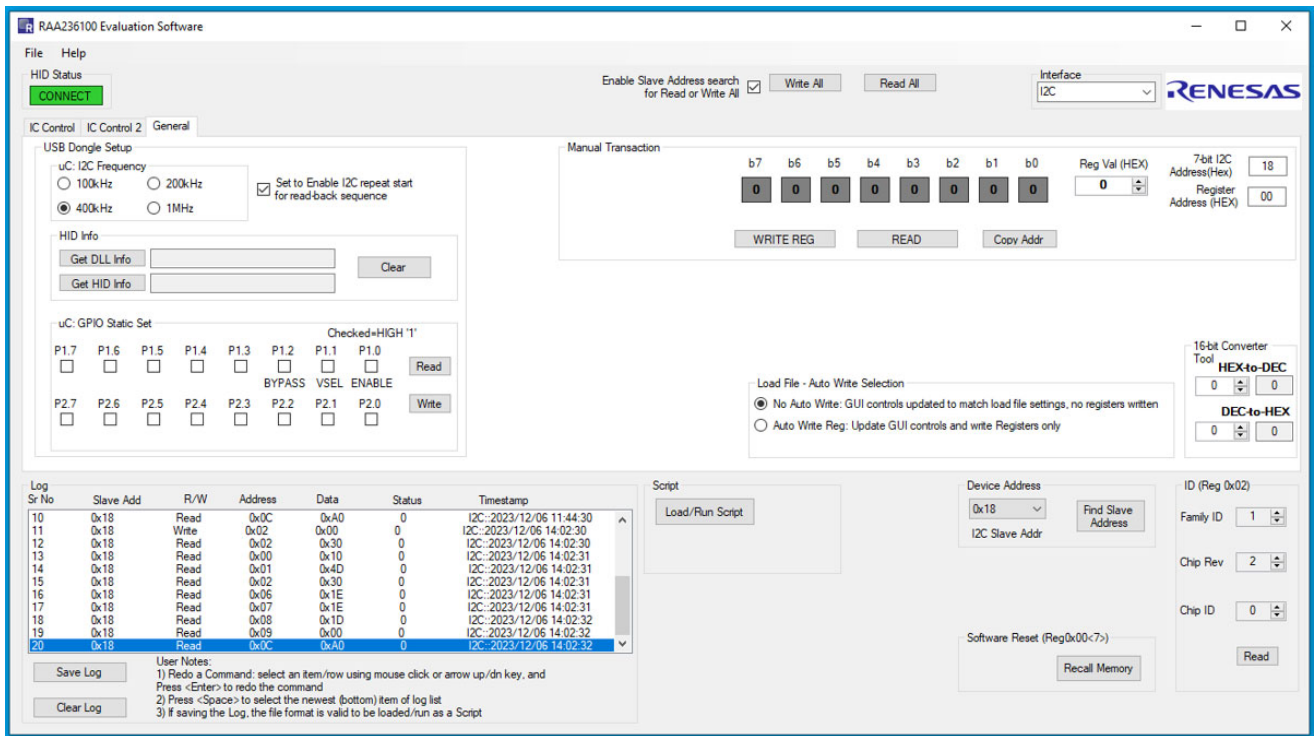 RAA236100 Evaluation Software
File Help
HID Status
CONNECT
Enable Slave Address search
for Read or Write All
Write All
Read All
Interface
I2C
RENESAS
IC Control
IC Control 2
General
USB Dongle Setup
uC: I2C Frequency
100kHz
200kHz
400kHz
1MHz
Set to Enable I2C repeat start
for read-back sequence
HID Info
Get DLL Info
Get HID Info
Clear
uC: GPIO Static Set
Checked=HIGH '1'
P1.7 P1.6 P1.5 P1.4 P1.3 P1.2 P1.1 P1.0
Read
BYPASS VSEL ENABLE
P2.7 P2.6 P2.5 P2.4 P2.3 P2.2 P2.1 P2.0
Write
Manual Transaction
b7 b6 b5 b4 b3 b2 b1 b0
0 0 0 0 0 0 0 0
Reg Val (HEX)
0
7-bit I2C
Address(Hex)
18
Register
Address (HEX)
00
WRITE REG
READ
Copy Addr
Load File - Auto Write Selection
No Auto Write: GUI controls updated to match load file settings, no registers written
Auto Write Reg: Update GUI controls and write Registers only
16-bit Converter
Tool
HEX-to-DEC
0 0
DEC-to-HEX
0 0
Log
Sr No Slave Add R/W Address Data Status Timestamp
10 0x18 Read 0x0C 0xA0 0 I2C::2023/12/06 11:44:30
11 0x18 Write 0x02 0x00 0 I2C::2023/12/06 14:02:30
12 0x18 Read 0x02 0x30 0 I2C::2023/12/06 14:02:30
13 0x18 Read 0x00 0x10 0 I2C::2023/12/06 14:02:31
14 0x18 Read 0x01 0x4D 0 I2C::2023/12/06 14:02:31
15 0x18 Read 0x02 0x30 0 I2C::2023/12/06 14:02:31
16 0x18 Read 0x06 0x1E 0 I2C::2023/12/06 14:02:31
17 0x18 Read 0x07 0x1E 0 I2C::2023/12/06 14:02:31
18 0x18 Read 0x08 0x1D 0 I2C::2023/12/06 14:02:32
19 0x18 Read 0x09 0x00 0 I2C::2023/12/06 14:02:32
20 0x18 Read 0x0C 0xA0 0 I2C::2023/12/06 14:02:32
Save Log
Clear Log
User Notes:
1) Redo a Command: select an item/row using mouse click or arrow up/dn key, and
Press <Enter> to redo the command
2) Press <Space> to select the newest (bottom) item of log list
3) If saving the Log, the file format is valid to be loaded/run as a Script
Script
Load/Run Script
Device Address
0x18
I2C Slave Addr
Find Slave
Address
Software Reset (Reg0x00<7>)
Recall Memory
ID (Reg 0x02)
Family ID 1
Chip Rev 2
Chip ID 0
Read